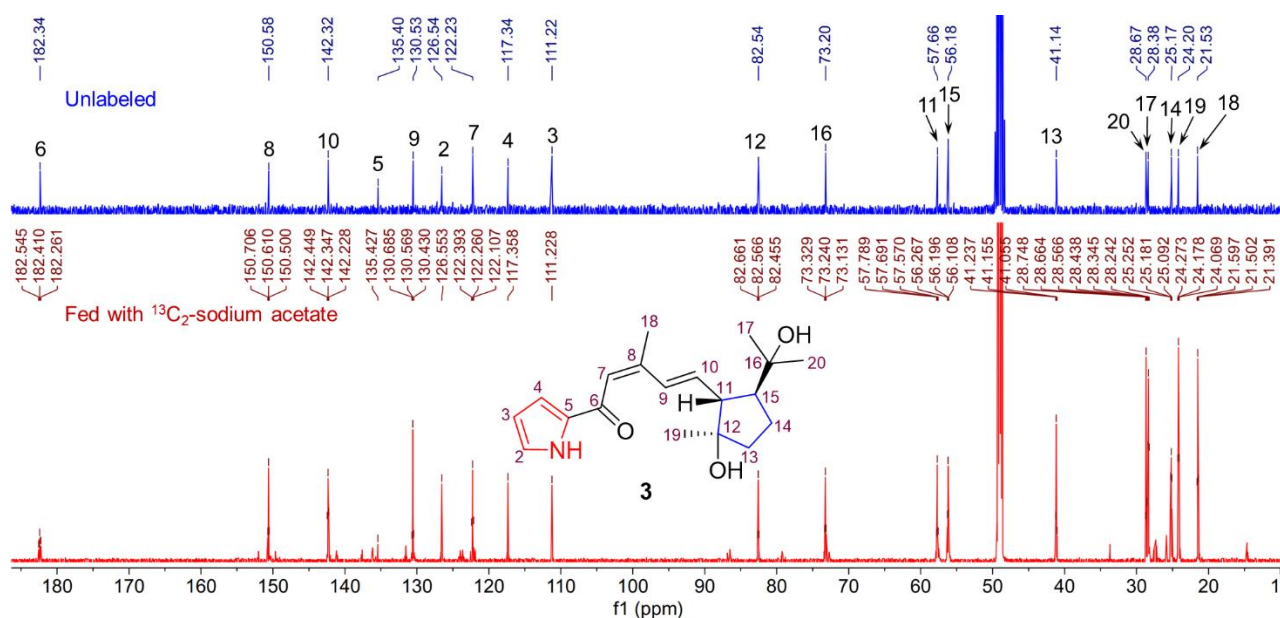 182.34 150.58 142.32 135.40 130.53 126.54 122.23 117.34 111.22 82.54 73.20 57.66 56.18 41.14 28.67 28.38 25.17 24.20 21.53
Unlabeled
6 8 10 5 9 2 7 4 3 12 16 11 15 13 20 17 14 19 18
182.545 182.410 182.261 150.706 150.610 150.500 142.449 142.347 142.228 135.427 130.685 130.569 130.430 126.553 122.393 122.260 122.107 117.358 111.228 82.661 82.566 82.455 73.329 73.240 73.131 57.789 57.691 57.570 56.267 56.196 56.108 41.237 41.155 41.055 28.748 28.664 28.566 28.438 28.345 28.242 25.252 25.181 25.092 24.273 24.178 24.069 21.597 21.502 21.391
Fed with ¹³C₂-sodium acetate
18 17 OH
8 16
7 10 20
4 9 11 15
3 5 6 H 14
2 NH O 19 12 13
OH
3
180 170 160 150 140 130 120 110 100 90 80 70 60 50 40 30 20 10
f1 (ppm)